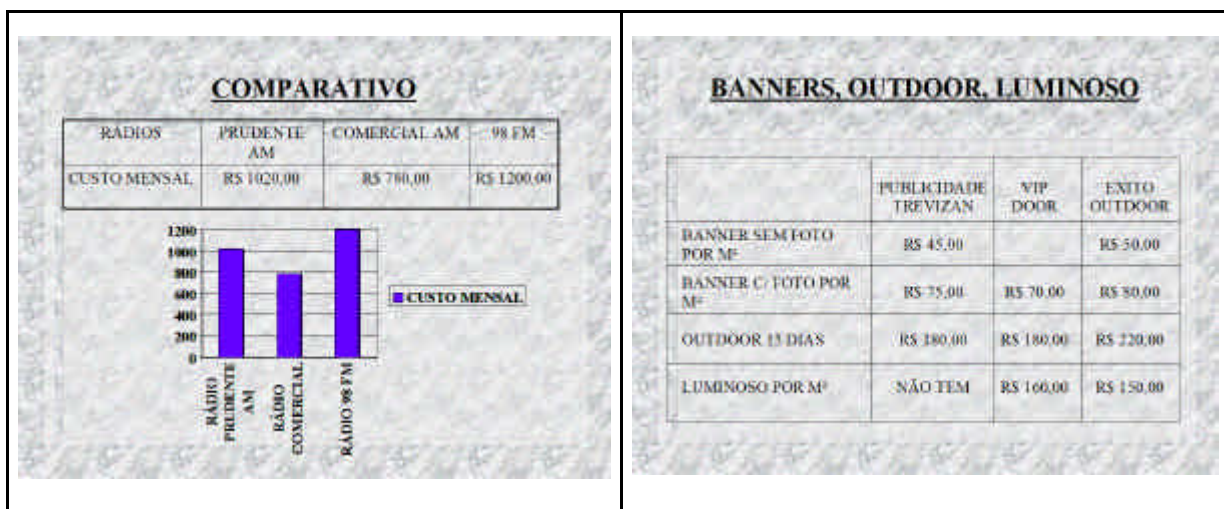 COMPARATIVO
RÁDIOS PRUDENTE AM COMERCIAL AM 98 FM
CUSTO MENSAL R$ 1020,00 R$ 780,00 R$ 1200,00
1200
1000
800
600
400
200
0
CUSTO MENSAL
RÁDIO PRUDENTE AM
RÁDIO COMERCIAL
RÁDIO 98 FM
BANNERS, OUTDOOR, LUMINOSO
PUBLICIDADE TREVIZAN VIP DOOR EXITO OUTDOOR
BANNER SEM FOTO POR M² R$ 45,00 R$ 50,00
BANNER C/ FOTO POR M² R$ 75,00 R$ 70,00 R$ 80,00
OUTDOOR 15 DIAS R$ R$ 180,00 R$ 220,00
LUMINOSO POR M² NÃO TEM R$ 160,00 R$ 150,00